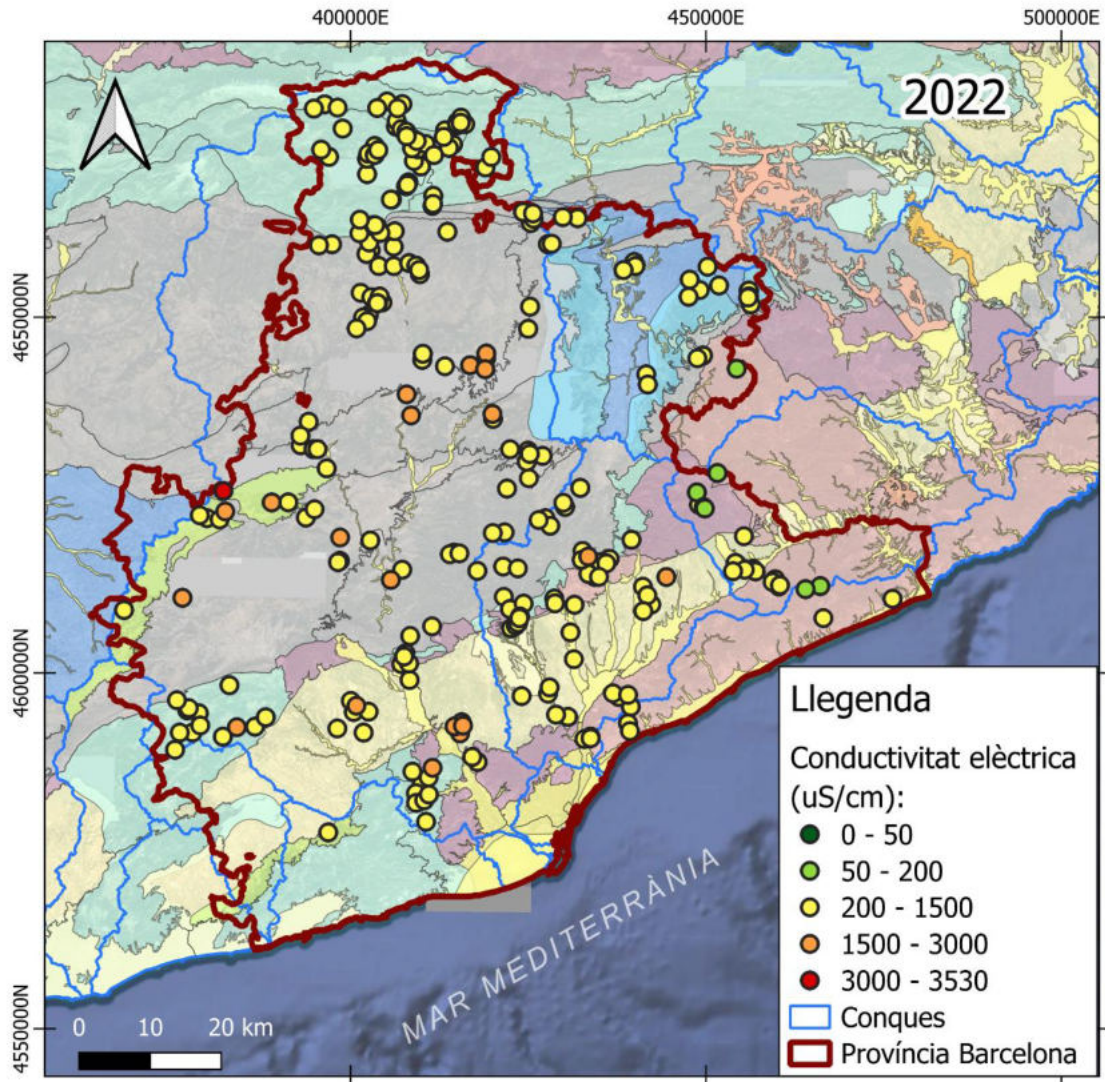 400000E
450000E
500000E
2022
4650000N
4600000N
4550000N
Llegenda
Conductivitat elèctrica
(uS/cm):
0 - 50
50 - 200
200 - 1500
1500 - 3000
3000 - 3530
Conques
Província Barcelona
MAR MEDITERRÀNIA
0 10 20 km